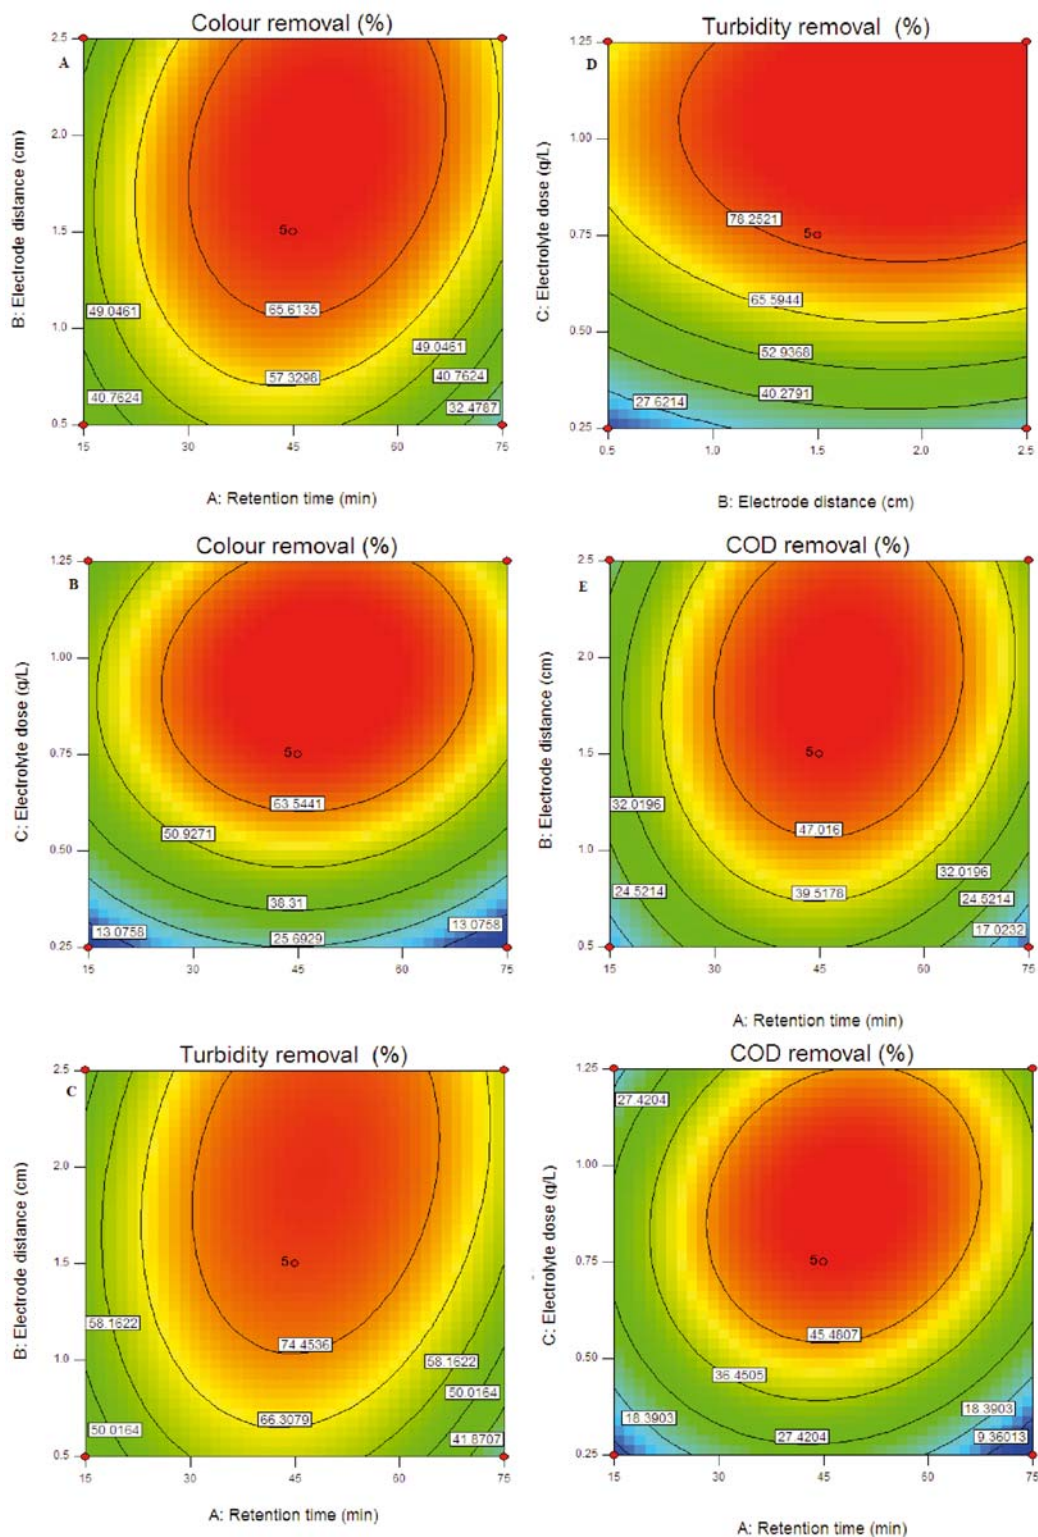 Colour removal (%)
A
B: Electrode distance (cm)
2.5
2.0
1.5
1.0
0.5
5
65.6135
49.0461
49.0461
57.3298
40.7624
40.7624
32.4787
15 30 45 60 75
A: Retention time (min)
Turbidity removal (%)
D
C: Electrolyte dose (g/L)
1.25
1.00
0.75
0.50
0.25
78.2521
5
65.5944
52.9368
40.2791
27.6214
0.5 1.0 1.5 2.0 2.5
B: Electrode distance (cm)
Colour removal (%)
B
C: Electrolyte dose (g/L)
1.25
1.00
0.75
0.50
0.25
5
63.5441
50.9271
38.31
13.0758
13.0758
25.6929
15 30 45 60 75
COD removal (%)
E
B: Electrode distance (cm)
2.5
2.0
1.5
1.0
0.5
5
32.0196
47.016
32.0196
39.5178
24.5214
24.5214
17.0232
15 30 45 60 75
A: Retention time (min)
Turbidity removal (%)
C
B: Electrode distance (cm)
2.5
2.0
1.5
1.0
0.5
5
58.1622
74.4536
58.1622
50.0164
66.3079
50.0164
41.8707
15 30 45 60 75
A: Retention time (min)
COD removal (%)
C: Electrolyte dose (g/L)
1.25
1.00
0.75
0.50
0.25
27.4204
5
45.4807
36.4505
18.3903
18.3903
27.4204
9.36013
15 30 45 60 75
A: Retention time (min)